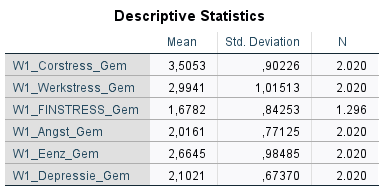 Descriptive Statistics
Mean Std. Deviation N
W1_Corstress_Gem 3,5053 ,90226 2.020
W1_Werkstress_Gem 2,9941 1,01513 2.020
W1_FINSTRESS_Gem 1,6782 ,84253 1.296
W1_Angst_Gem 2,0161 ,77125 2.020
W1_Eenz_Gem 2,6645 ,98485 2.020
W1_Depressie_Gem 2,1021 ,67370 2.020